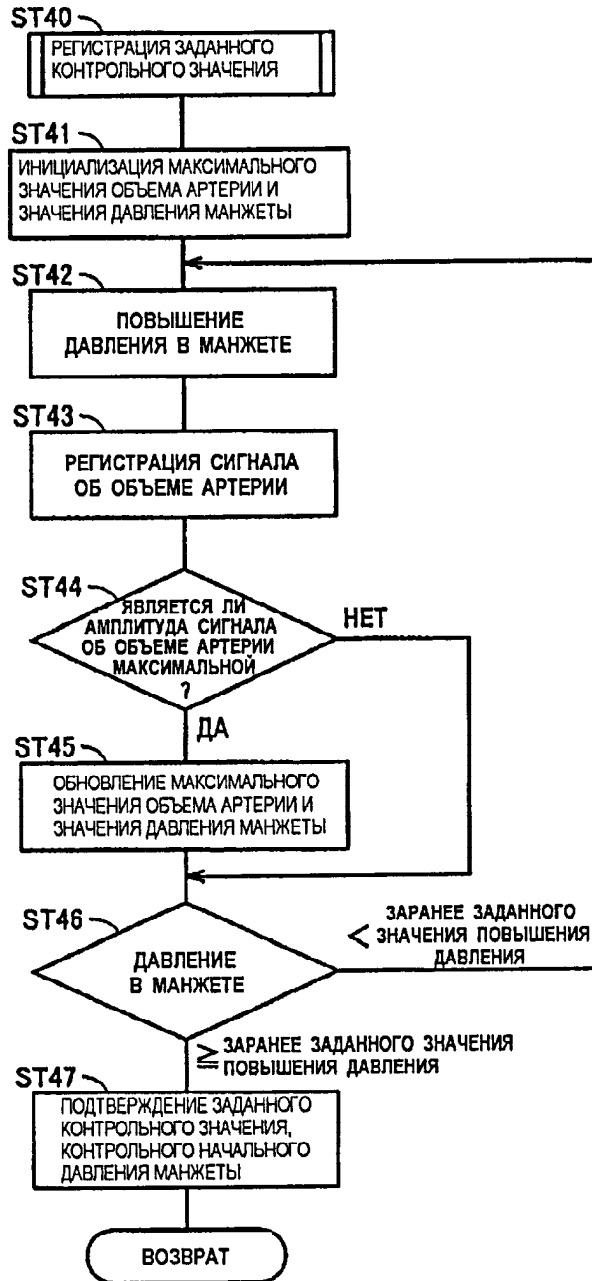 ST40
РЕГИСТРАЦИЯ ЗАДАННОГО
КОНТРОЛЬНОГО ЗНАЧЕНИЯ
ST41
ИНИЦИАЛИЗАЦИЯ МАКСИМАЛЬНОГО
ЗНАЧЕНИЯ ОБЪЕМА АРТЕРИИ И
ЗНАЧЕНИЯ ДАВЛЕНИЯ МАНЖЕТЫ
ST42
ПОВЫШЕНИЕ
ДАВЛЕНИЯ В МАНЖЕТЕ
ST43
РЕГИСТРАЦИЯ СИГНАЛА
ОБ ОБЪЕМЕ АРТЕРИИ
ST44
ЯВЛЯЕТСЯ ЛИ
АМПЛИТУДА СИГНАЛА
ОБ ОБЪЕМЕ АРТЕРИИ
МАКСИМАЛЬНОЙ
?
НЕТ
ДА
ST45
ОБНОВЛЕНИЕ МАКСИМАЛЬНОГО
ЗНАЧЕНИЯ ОБЪЕМА АРТЕРИИ И
ЗНАЧЕНИЯ ДАВЛЕНИЯ МАНЖЕТЫ
ST46
ДАВЛЕНИЕ
В МАНЖЕТЕ
ЗАРАНЕЕ ЗАДАННОГО
< ЗНАЧЕНИЯ ПОВЫШЕНИЯ
ДАВЛЕНИЯ
≧ ЗАРАНЕЕ ЗАДАННОГО ЗНАЧЕНИЯ
ПОВЫШЕНИЯ ДАВЛЕНИЯ
ST47
ПОДТВЕРЖДЕНИЕ ЗАДАННОГО
КОНТРОЛЬНОГО ЗНАЧЕНИЯ,
КОНТРОЛЬНОГО НАЧАЛЬНОГО
ДАВЛЕНИЯ МАНЖЕТЫ
ВОЗВРАТ